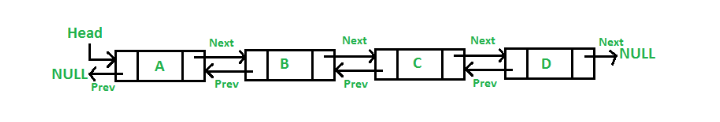 Head
Next Next Next Next
NULL A B C D NULL
Prev Prev Prev Prev